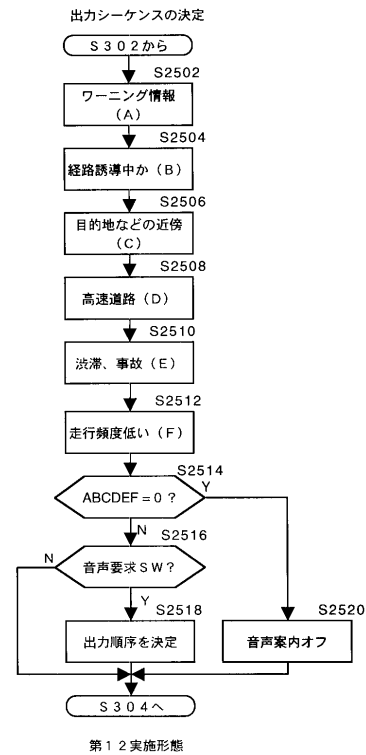 出力シーケンスの決定
S302から
S2502
ワーニング情報
(A)
S2504
経路誘導中か(B)
S2506
目的地などの近傍
(C)
S2508
高速道路(D)
S2510
渋滞、事故(E)
S2512
走行頻度低い(F)
S2514
ABCDEF=0?
Y
N
S2516
音声要求SW?
N
Y
S2518
出力順序を決定
S2520
音声案内オフ
S304へ
第12実施形態